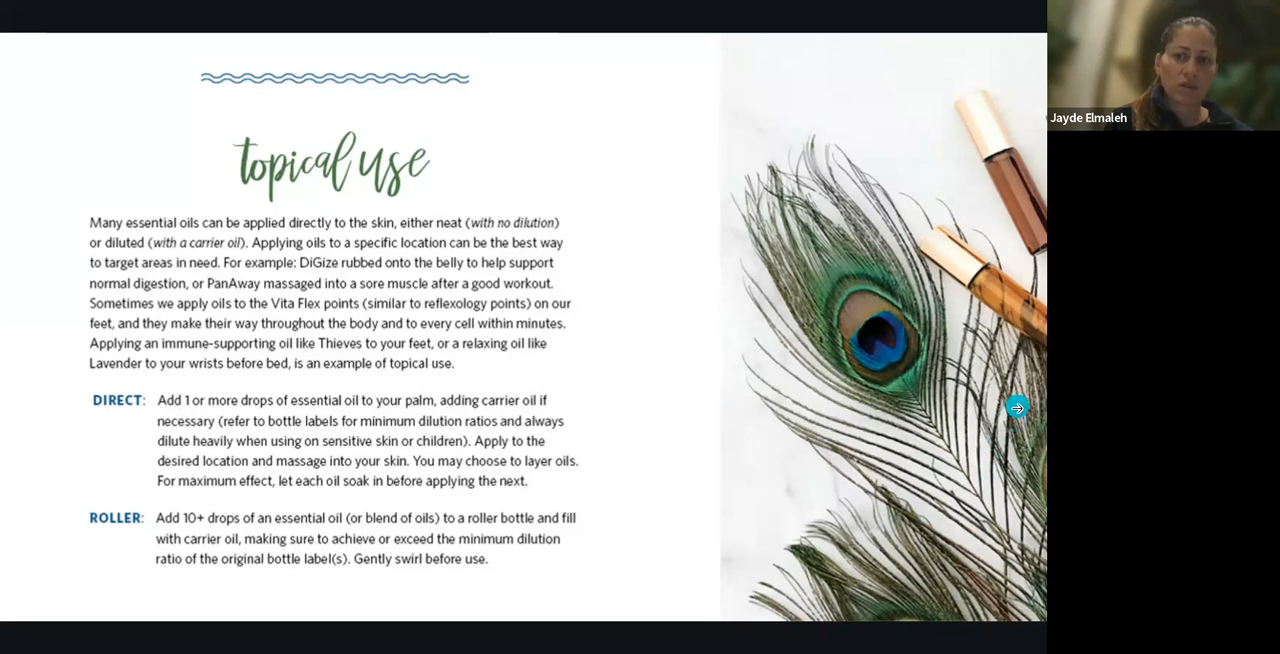 topical use
Many essential oils can be applied directly to the skin, either neat (with no dilution)
or diluted (with a carrier oil). Applying oils to a specific location can be the best way
to target areas in need. For example: DiGize rubbed onto the belly to help support
normal digestion, or PanAway massaged into a sore muscle after a good workout.
Sometimes we apply oils to the Vita Flex points (similar to reflexology points) on our
feet, and they make their way throughout the body and to every cell within minutes.
Applying an immune-supporting oil like Thieves to your feet, or a relaxing oil like
Lavender to your wrists before bed, is an example of topical use.
DIRECT: Add 1 or more drops of essential oil to your palm, adding carrier oil if
necessary (refer to bottle labels for minimum dilution ratios and always
dilute heavily when using on sensitive skin or children). Apply to the
desired location and massage into your skin. You may choose to layer oils.
For maximum effect, let each oil soak in before applying the next.
ROLLER: Add 10+ drops of an essential oil (or blend of oils) to a roller bottle and fill
with carrier oil, making sure to achieve or exceed the minimum dilution
ratio of the original bottle label(s). Gently swirl before use.
Jayde Elmaleh